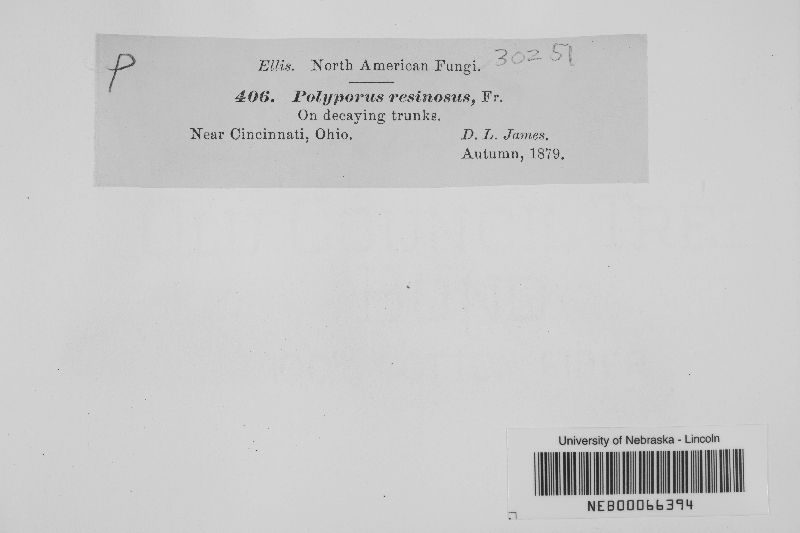 P
Ellis. North American Fungi. 30251
406. Polyporus resinosus, Fr.
On decaying trunks.
Near Cincinnati, Ohio. D. L. James.
Autumn, 1879.
University of Nebraska - Lincoln
NEB00066394